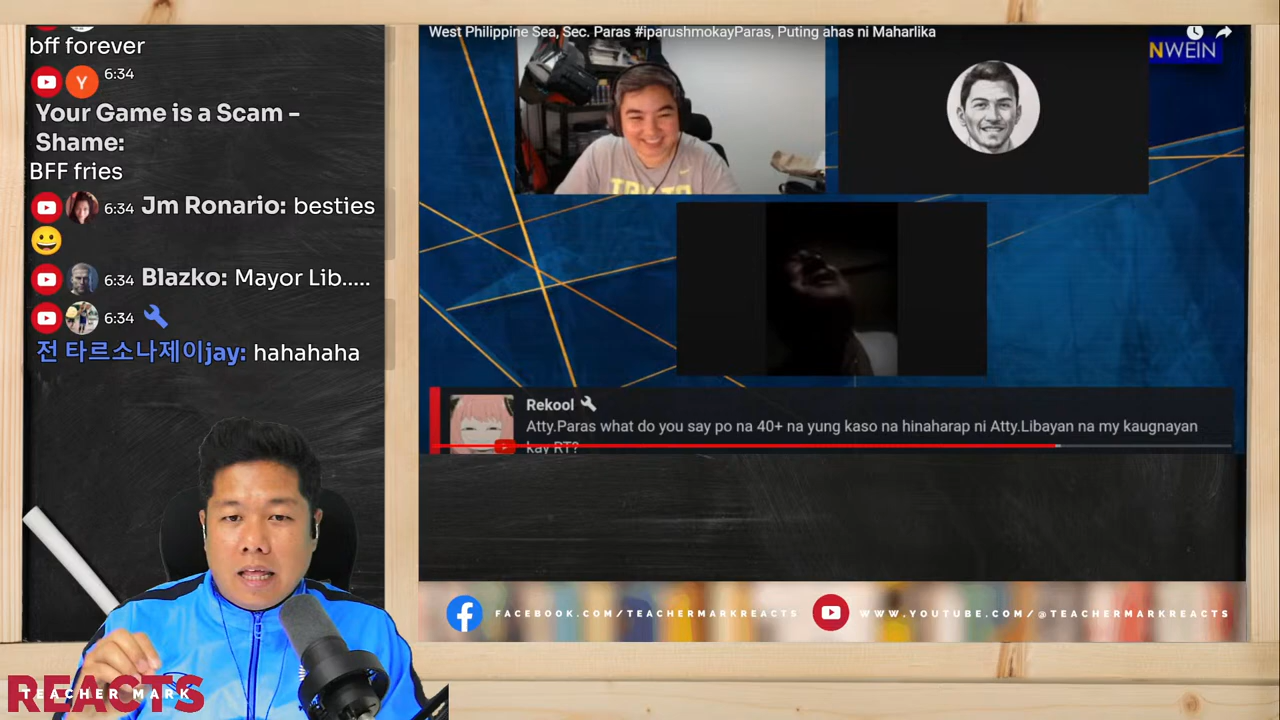 bff forever
Y 6:34
Your Game is a Scam -
Shame:
BFF fries
6:34 Jm Ronario: besties
6:34 Blazko: Mayor Lib.....
6:34
전 타르소나제이jay: hahahaha
West Philippine Sea, Sec. Paras #iparushmokayParas, Puting ahas ni Maharlika
NWEIN
Rekool
Atty.Paras what do you say po na 40+ na yung kaso na hinaharap ni Atty.Libayan na my kaugnayan
kay RT?
FACEBOOK.COM/TEACHERMARKREACTS
WWW.YOUTUBE.COM/@TEACHERMARKREACTS
TEACHER MARK
REACTS